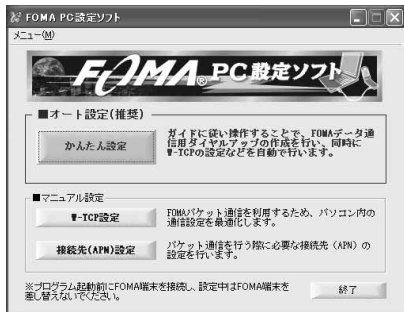 FOMA PC設定ソフト
メニュー(M)
FOMA® PC設定ソフト
■オート設定(推奨)
かんたん設定
ガイドに従い操作することで、FOMAデータ通
信用ダイヤルアップの作成を行い、同時に
W-TCPの設定などを自動で行います。
■マニュアル設定
W-TCP設定
FOMAパケット通信を利用するため、パソコン内の
通信設定を最適化します。
接続先(APN)設定
パケット通信を行う際に必要な接続先(APN)の
設定を行います。
※プログラム起動前にFOMA端末を接続し、設定中はFOMA端末を
差し替えないでください。
終了